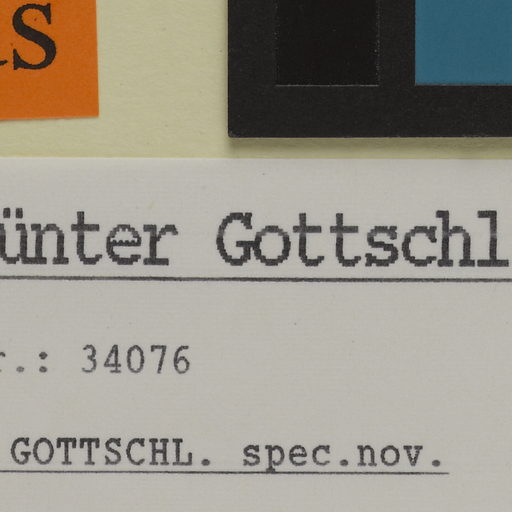 s
ünter Gottschl
r.: 34076
GOTTSCHL. spec.nov.